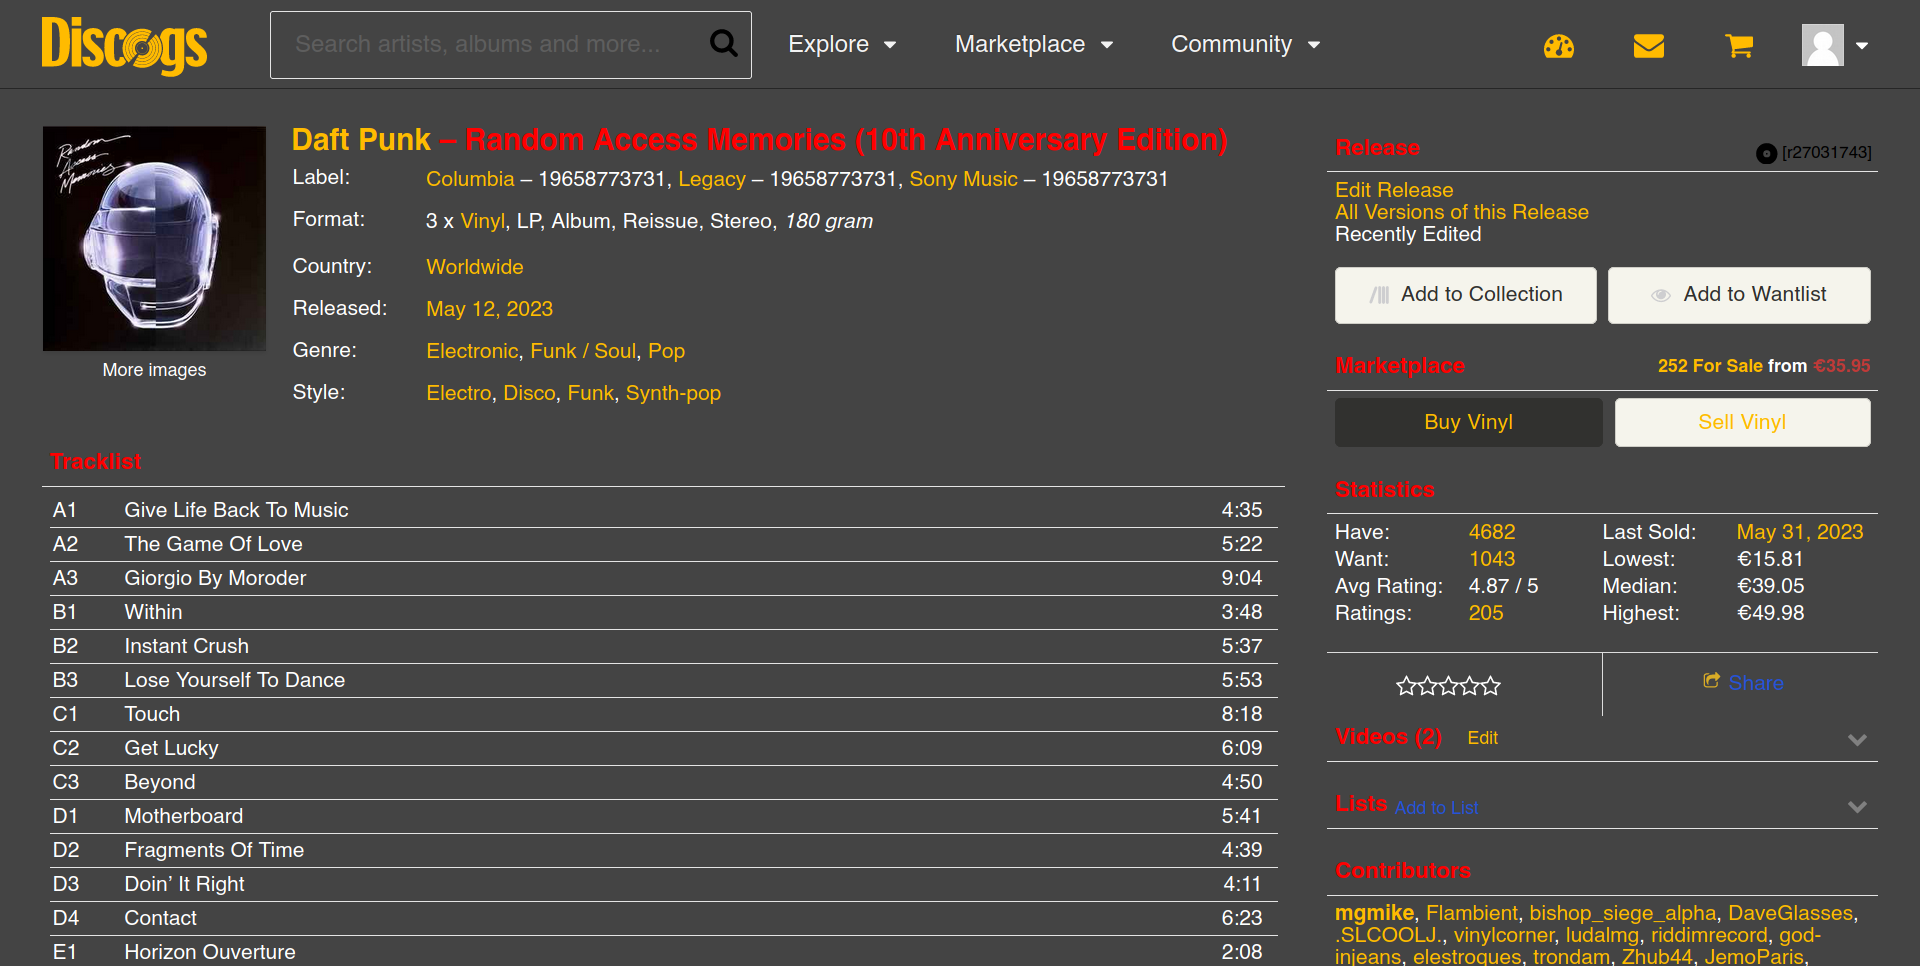 Discogs
Search artists, albums and more...
Explore
Marketplace
Community
Random
Access
Memories
More images
Daft Punk – Random Access Memories (10th Anniversary Edition)
Label: Columbia – 19658773731, Legacy – 19658773731, Sony Music – 19658773731
Format: 3 x Vinyl, LP, Album, Reissue, Stereo, 180 gram
Country: Worldwide
Released: May 12, 2023
Genre: Electronic, Funk / Soul, Pop
Style: Electro, Disco, Funk, Synth-pop
Tracklist
A1 Give Life Back To Music 4:35
A2 The Game Of Love 5:22
A3 Giorgio By Moroder 9:04
B1 Within 3:48
B2 Instant Crush 5:37
B3 Lose Yourself To Dance 5:53
C1 Touch 8:18
C2 Get Lucky 6:09
C3 Beyond 4:50
D1 Motherboard 5:41
D2 Fragments Of Time 4:39
D3 Doin’ It Right 4:11
D4 Contact 6:23
E1 Horizon Ouverture 2:08
Release [r27031743]
Edit Release
All Versions of this Release
Recently Edited
Add to Collection
Add to Wantlist
Marketplace 252 For Sale from €35.95
Buy Vinyl
Sell Vinyl
Statistics
Have: 4682 Last Sold: May 31, 2023
Want: 1043 Lowest: €15.81
Avg Rating: 4.87 / 5 Median: €39.05
Ratings: 205 Highest: €49.98
Share
Videos (2) Edit
Lists Add to List
Contributors
mgmike, Flambient, bishop_siege_alpha, DaveGlasses,
.SLCOOLJ., vinylcorner, ludalmg, riddimrecord, god-
injeans, elestroques, trondam, Zhub44, JemoParis,